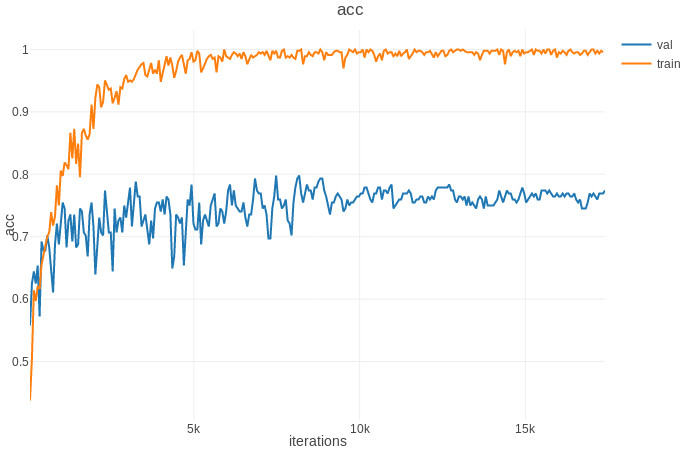 acc
val
train
1
0.9
0.8
0.7
0.6
0.5
acc
5k
10k
15k
iterations